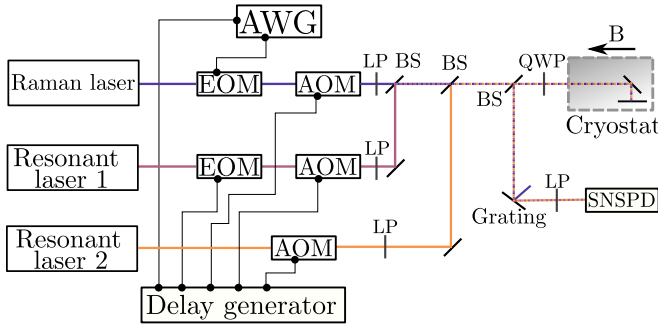 AWG
B
LP
BS
BS
QWP
Raman laser
EOM
AOM
BS
Cryostat
LP
Resonant
laser 1
EOM
AOM
LP
SNSPD
Grating
LP
Resonant
laser 2
AOM
Delay generator